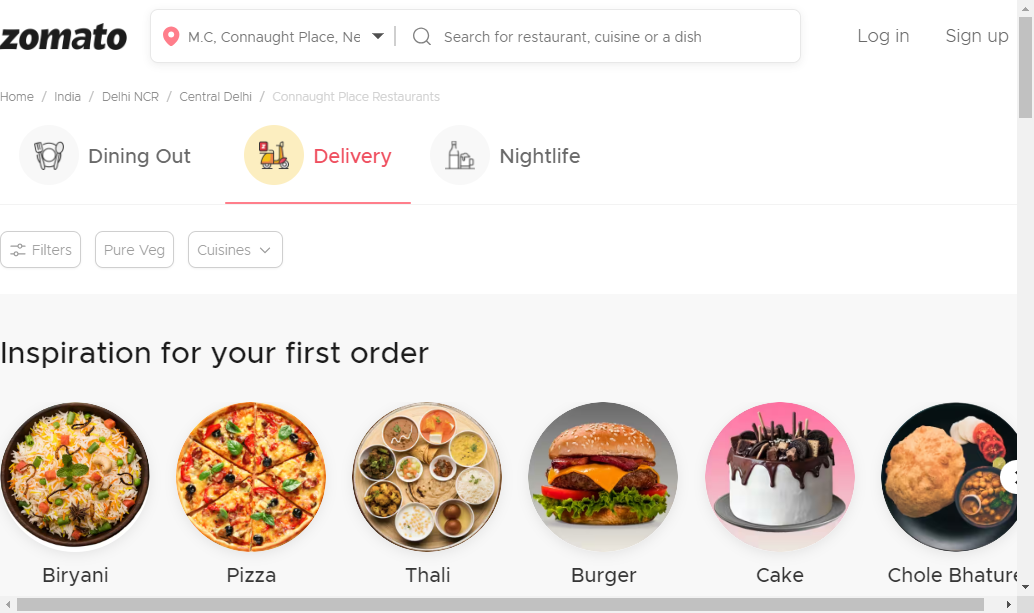 zomato
M.C, Connaught Place, Ne
Search for restaurant, cuisine or a dish
Log in
Sign up
Home / India / Delhi NCR / Central Delhi / Connaught Place Restaurants
Dining Out
Delivery
Nightlife
Filters
Pure Veg
Cuisines
Inspiration for your first order
Biryani
Pizza
Thali
Burger
Cake
Chole Bhature